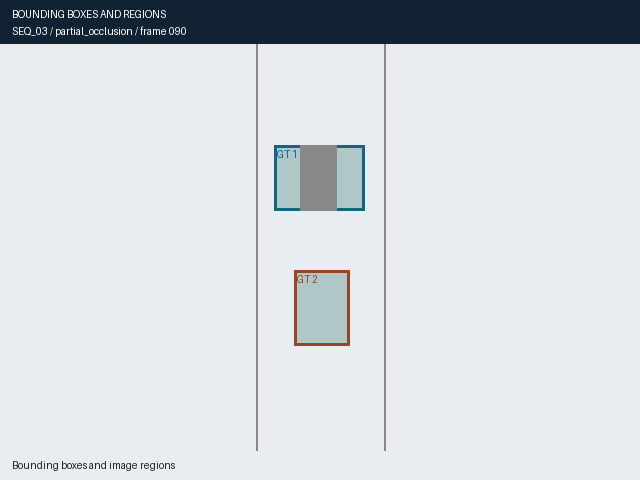 BOUNDING BOXES AND REGIONS
SEQ_03 / partial_occlusion / frame 090
GT1
GT2
Bounding boxes and image regions